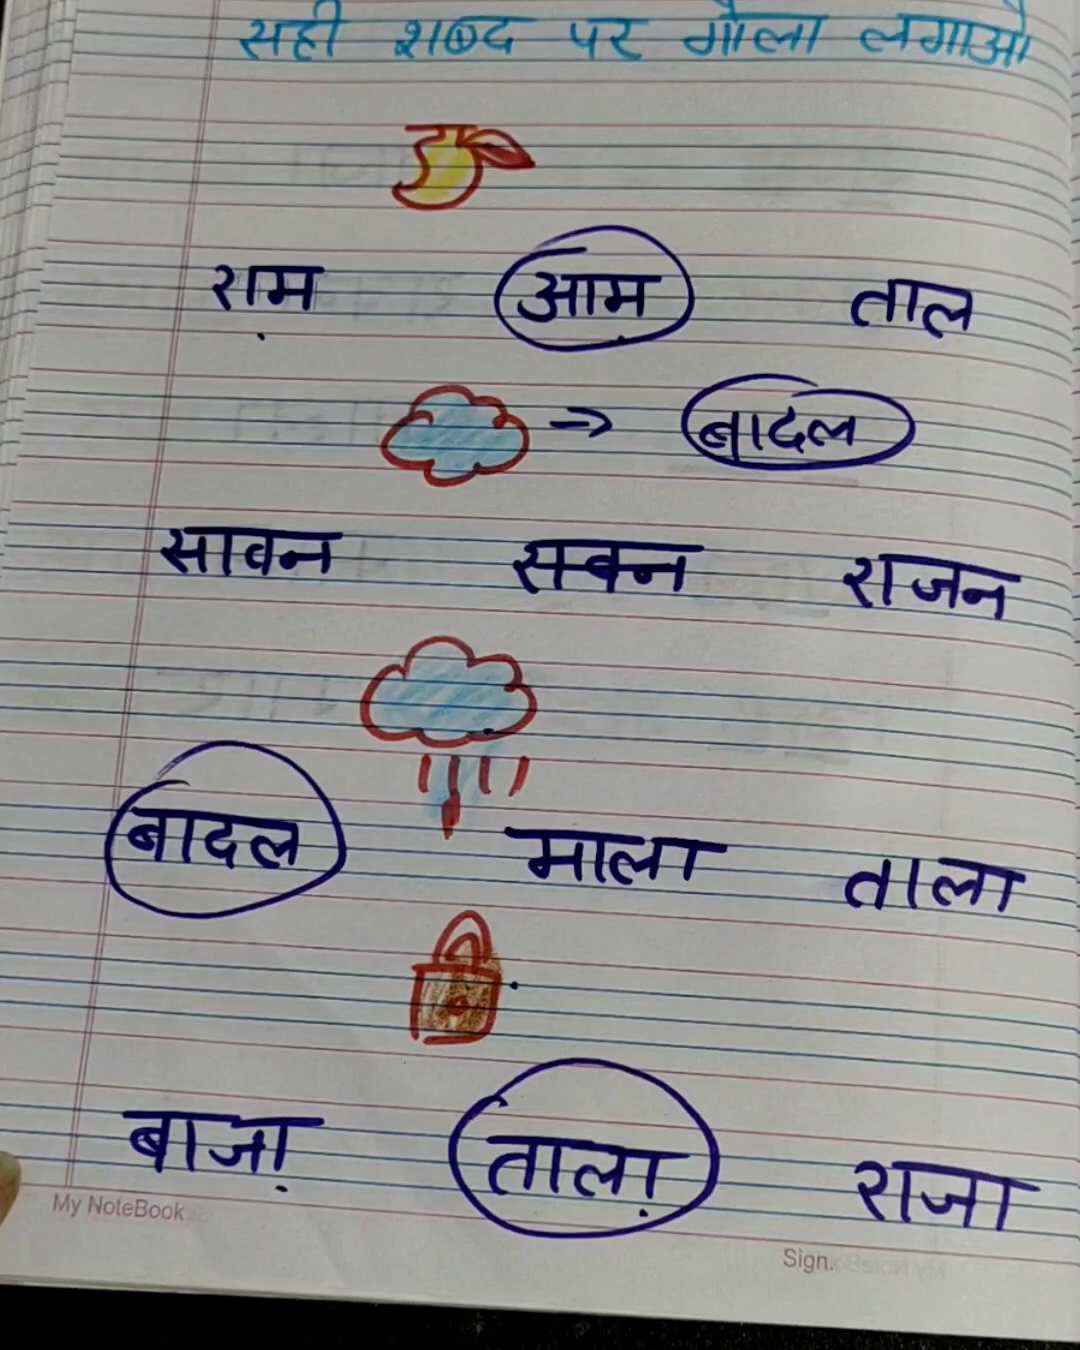 सही शब्द पर गोला लगाओ
राम आम ताल
→ बादल
सावन सवन राजन
बादल माला ताला
बाजा ताला राजा
My NoteBook
Sign.